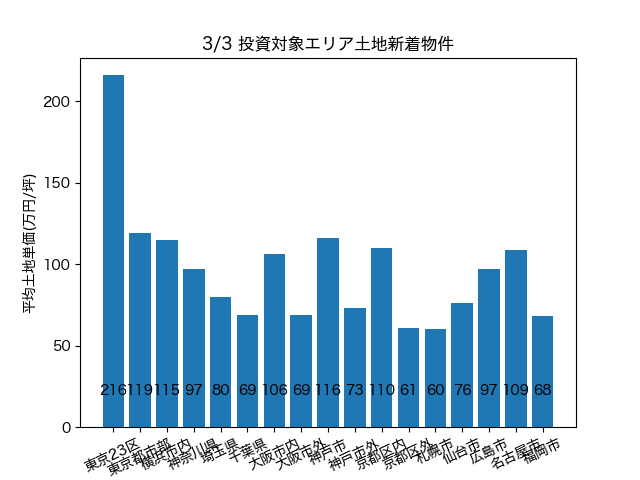 3/3 投資対象エリア土地新着物件
平均土地単価(万円/坪)
200
150
100
50
0
216 119 115 97 80 69 106 69 116 73 110 61 60 76 97 109 68
東京23区
東京都市部
横浜市内
神奈川県
埼玉県
千葉県
大阪市内
大阪市外
神戸市
神戸市外
京都区内
京都区外
札幌市
仙台市
広島市
名古屋市
福岡市